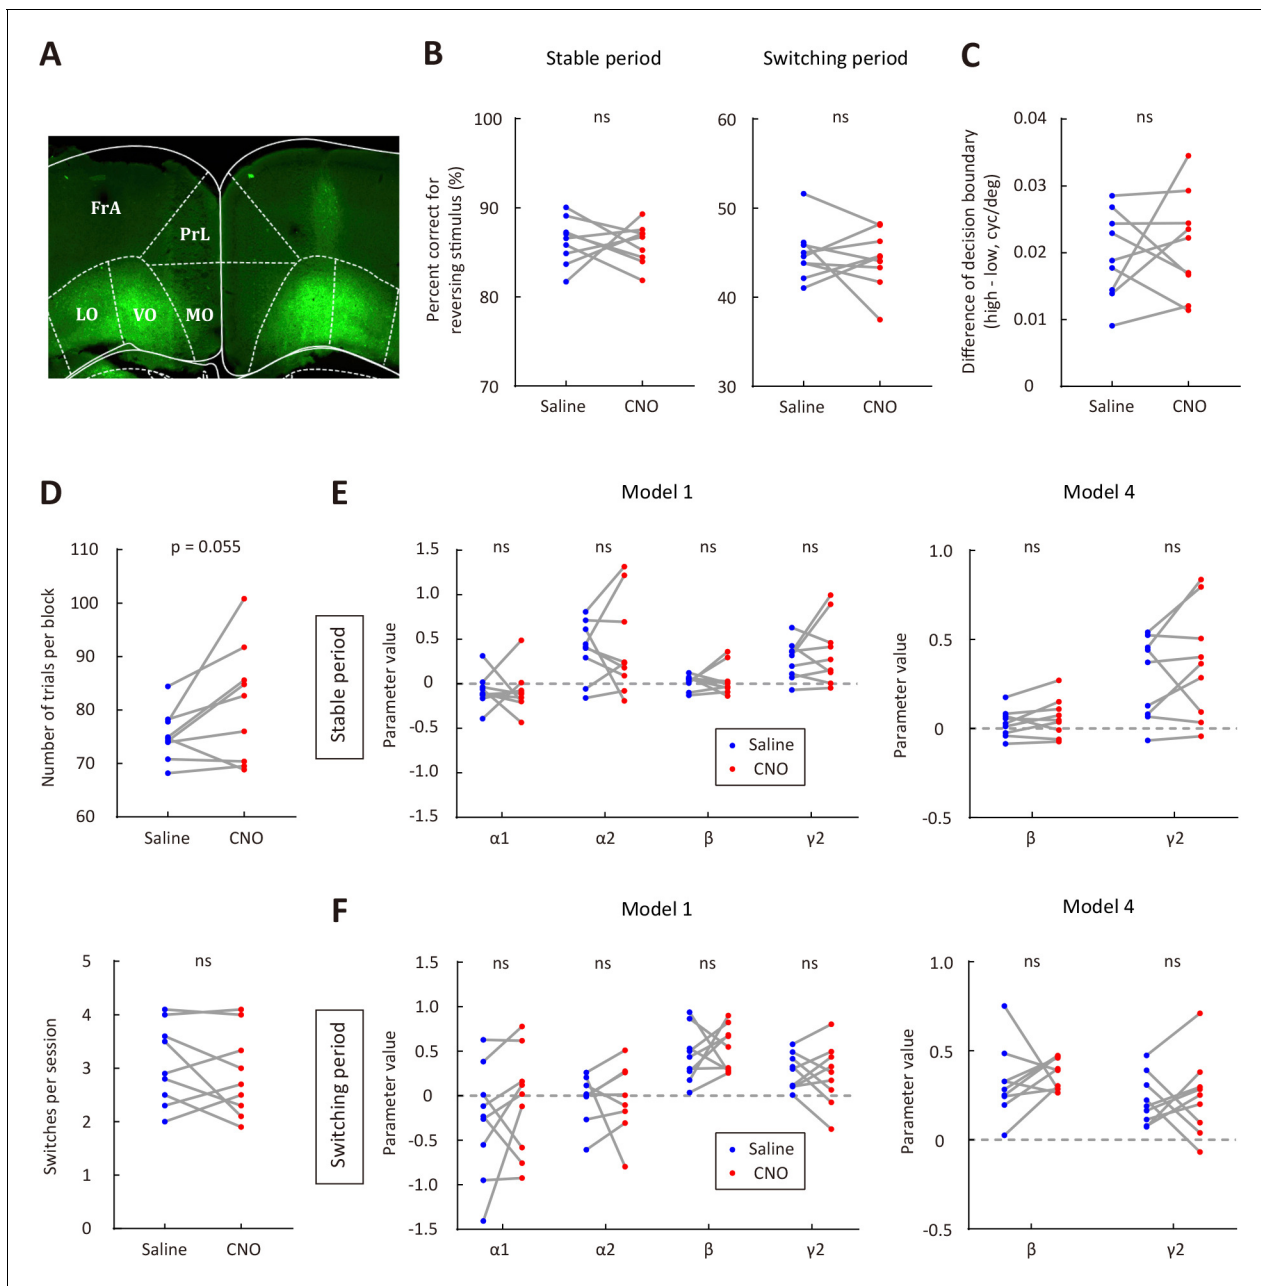 A
FrA
PrL
LO
VO
MO
B
Stable period
Switching period
Percent correct for
reversing stimulus (%)
100
90
80
70
ns
Saline
CNO
60
50
40
30
ns
Saline
CNO
C
Difference of decision boundary
(high - low, cyc/deg)
0.04
0.03
0.02
0.01
0
ns
Saline
CNO
D
Number of trials per block
110
100
90
80
70
60
p = 0.055
Saline
CNO
Switches per session
5
4
3
2
1
0
ns
Saline
CNO
E
Stable period
Model 1
Parameter value
1.5
1.0
0.5
0
-0.5
-1.0
-1.5
ns
ns
ns
ns
Saline
CNO
α1
α2
β
γ2
Model 4
Parameter value
1.0
0.5
0
-0.5
ns
ns
β
γ2
F
Switching period
Model 1
Parameter value
1.5
1.0
0.5
0
-0.5
-1.0
-1.5
ns
ns
ns
ns
Saline
CNO
α1
α2
β
γ2
Model 4
Parameter value
1.0
0.5
0
-0.5
ns
ns
β
γ2